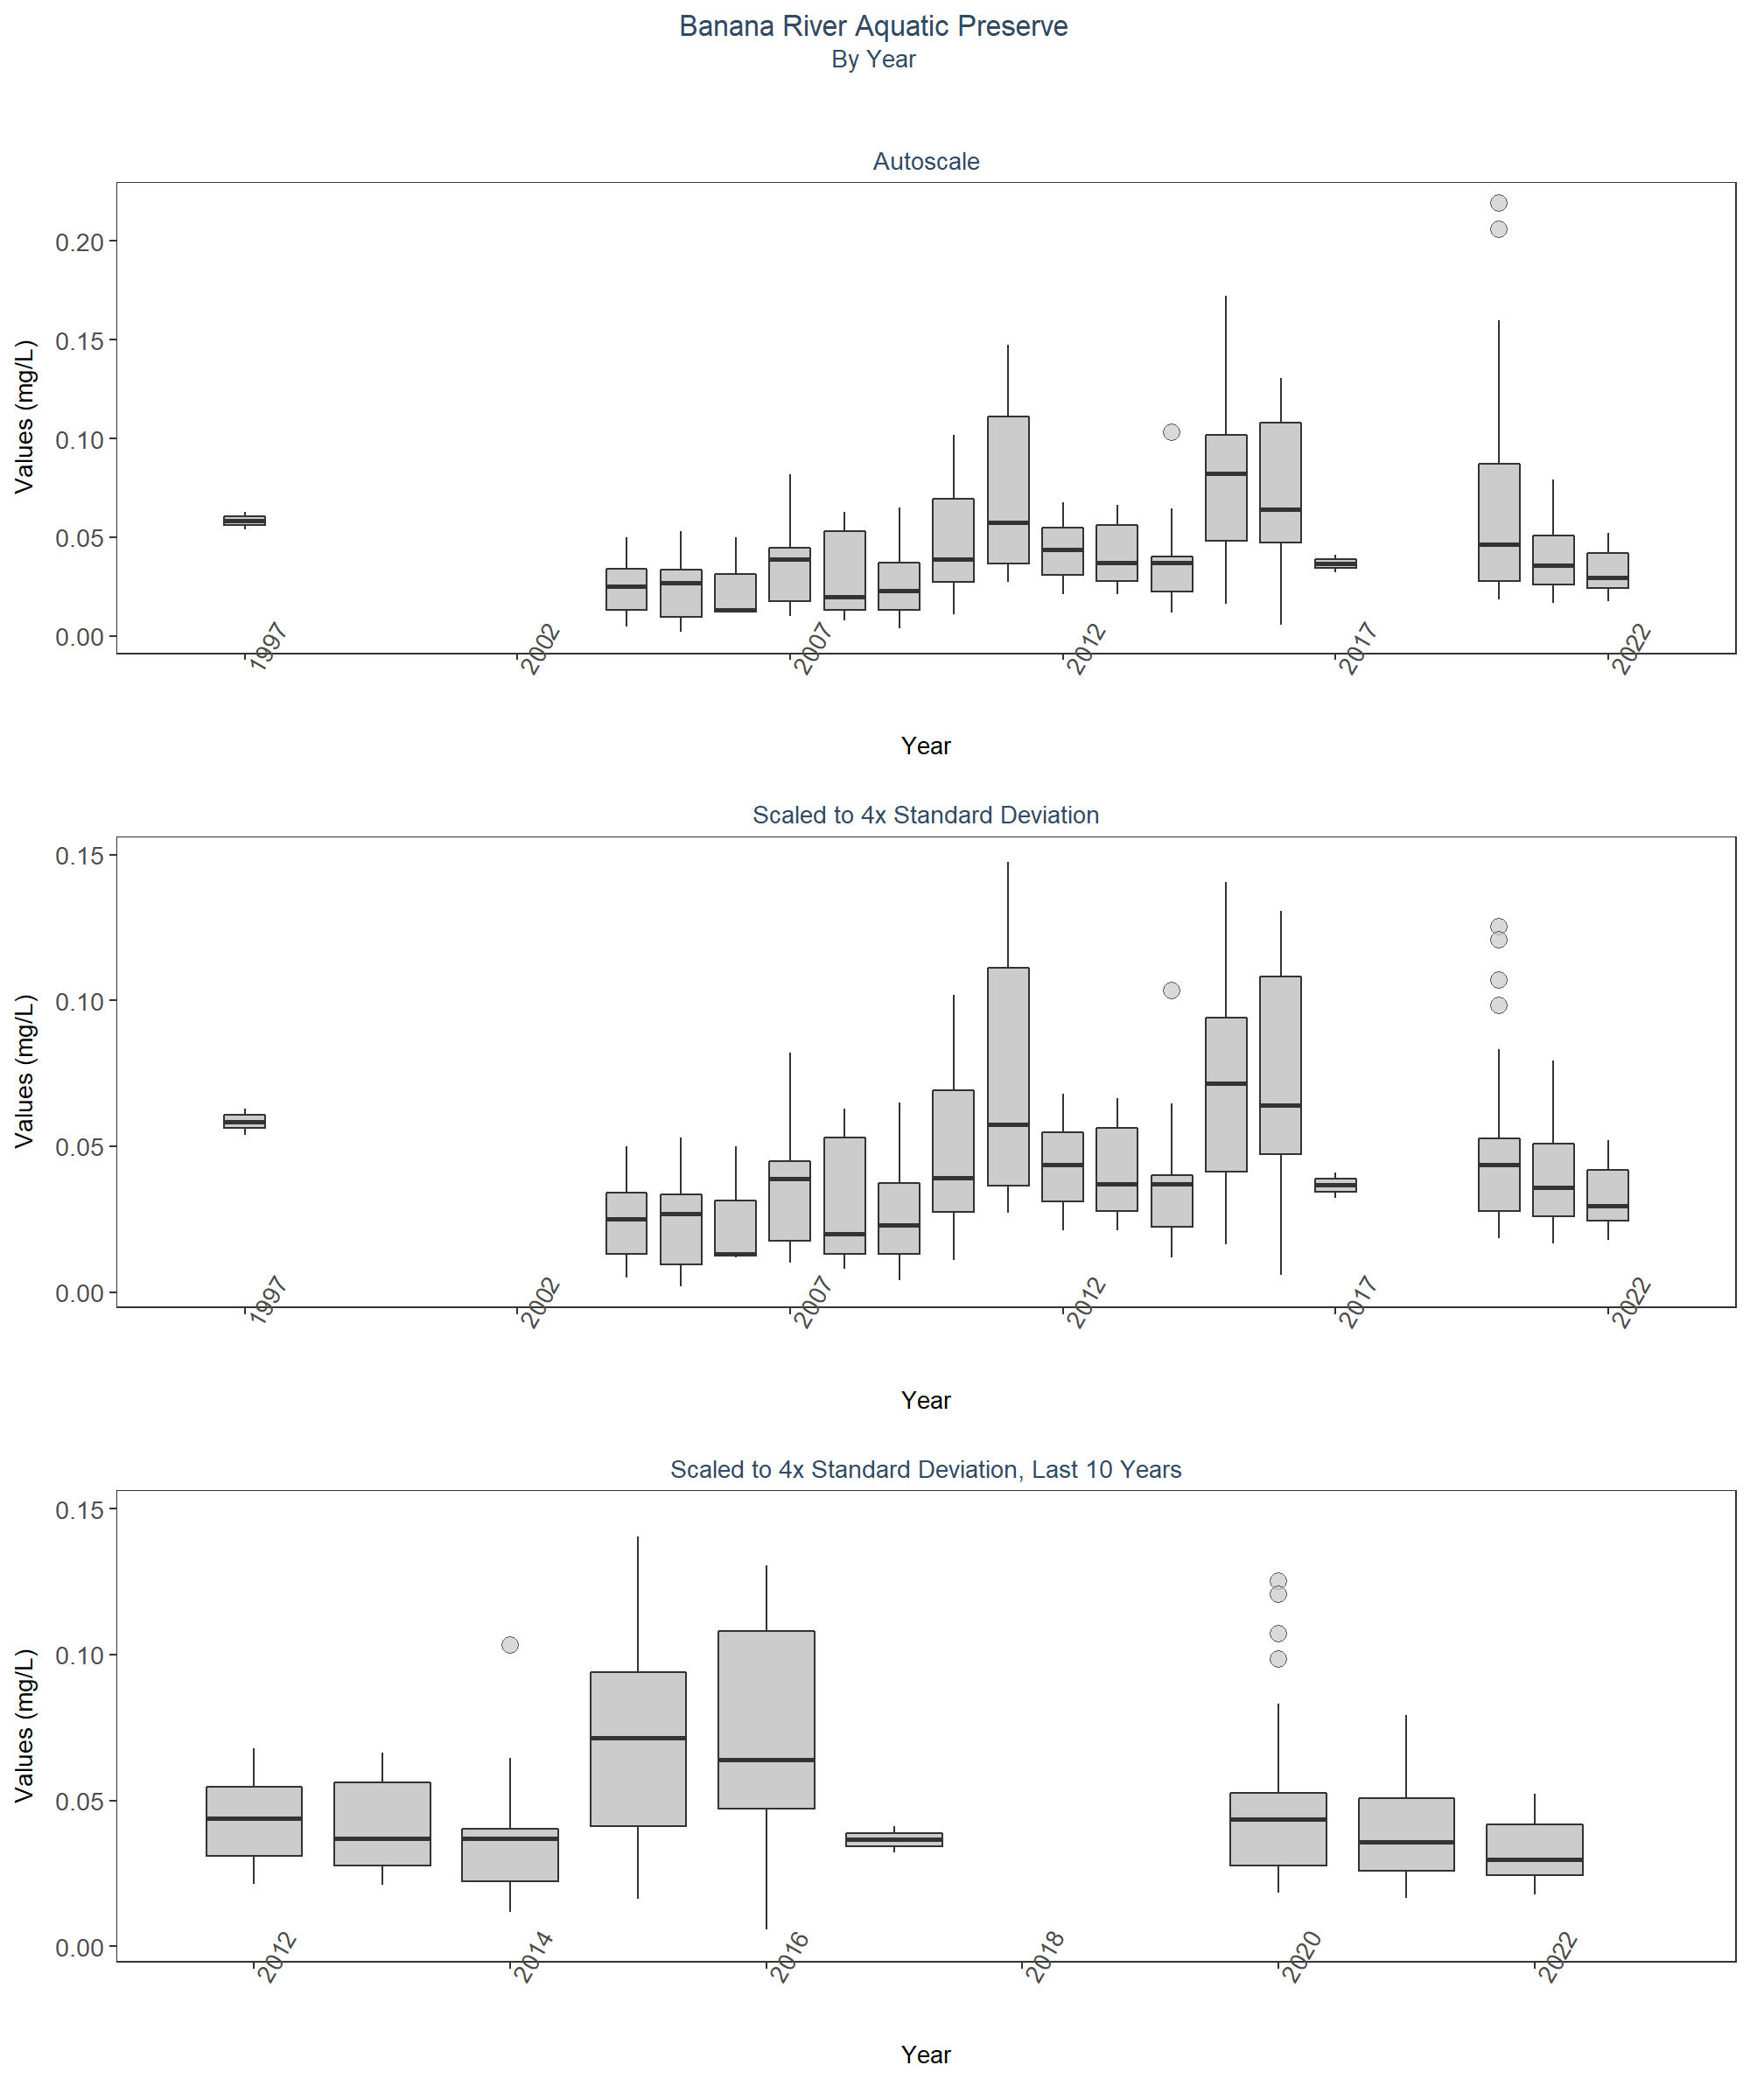 Banana River Aquatic Preserve
By Year
Autoscale
Values (mg/L)
0.20
0.15
0.10
0.05
0.00
1997
2002
2007
2012
2017
2022
Year
Scaled to 4x Standard Deviation
Values (mg/L)
0.15
0.10
0.05
0.00
1997
2002
2007
2012
2017
2022
Year
Scaled to 4x Standard Deviation, Last 10 Years
Values (mg/L)
0.15
0.10
0.05
0.00
2012
2014
2016
2018
2020
2022
Year